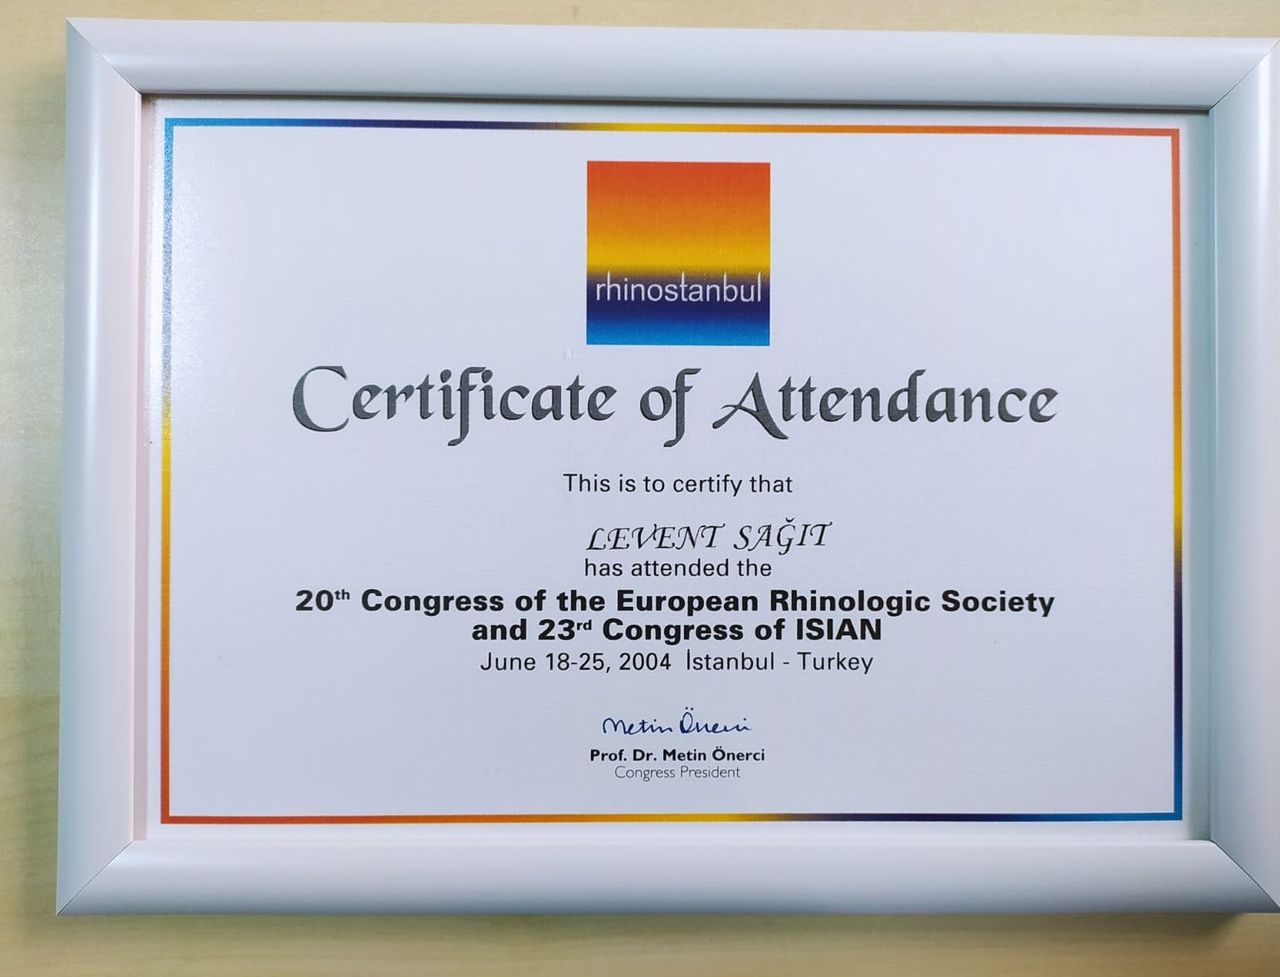 rhinostanbul
Certificate of Attendance
This is to certify that
LEVENT SAĞIT
has attended the
20th Congress of the European Rhinologic Society
and 23rd Congress of ISIAN
June 18-25, 2004 İstanbul - Turkey
Metin Önerci
Prof. Dr. Metin Önerci
Congress President